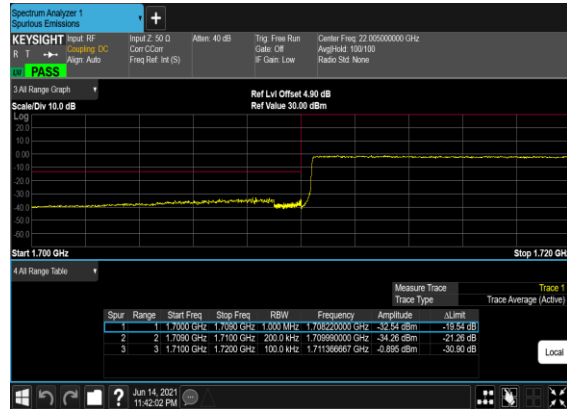 Spectrum Analyzer 1
Spurious Emissions
KEYSIGHT Input: RF Input Z: 50 Ω Atten: 40 dB Trig: Free Run Center Freq: 22.005000000 GHz
R T Coupling: DC Corr CCorr Gate: Off Avg|Hold: 100/100
Align: Auto Freq Ref: Int (S) IF Gain: Low Radio Std: None
LXI PASS
3 All Range Graph
Ref Lvl Offset 4.90 dB
Scale/Div 10.0 dB Ref Value 30.00 dBm
Log
20.0
10.0
0.00
-10.0
-20.0
-30.0
-40.0
-50.0
-60.0
Start 1.700 GHz Stop 1.720 GHz
4 All Range Table
Measure Trace Trace 1
Trace Type Trace Average (Active)
Spur Range Start Freq Stop Freq RBW Frequency Amplitude ΔLimit
1 1 1.7000 GHz 1.7090 GHz 1.000 MHz 1.708220000 GHz -32.54 dBm -19.54 dB
2 2 1.7090 GHz 1.7100 GHz 200.0 kHz 1.709990000 GHz -34.26 dBm -21.26 dB
3 3 1.7100 GHz 1.7200 GHz 100.0 kHz 1.711366667 GHz -0.895 dBm -30.90 dB
Local
Jun 14, 2021
11:42:02 PM